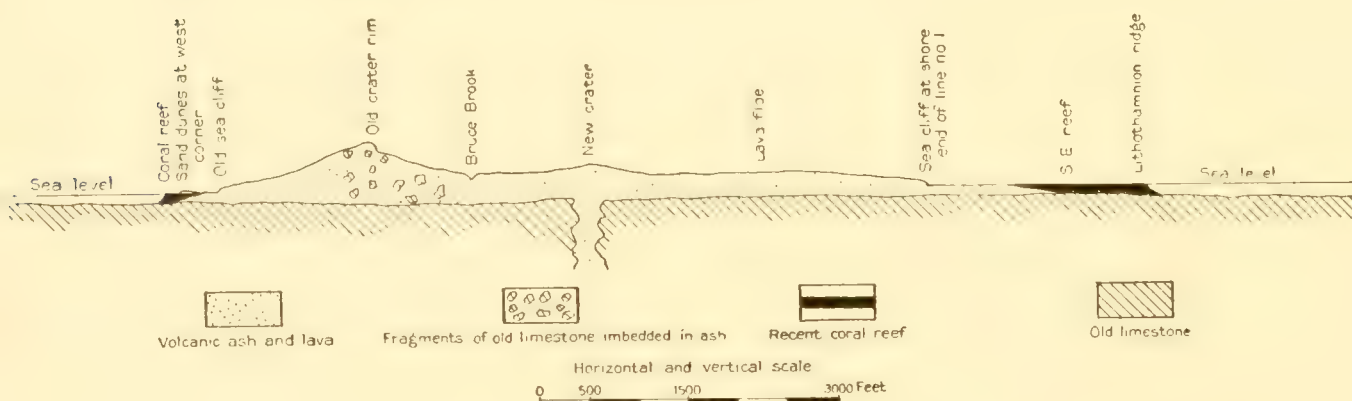 Coral reef
Sand dunes at west
corner
Old sea cliff
Old crater rim
Bruce Brook
New crater
Lava fine
Sea cliff at shore
end of line no 1
S E reef
Lithothamnion ridge
Sea level
Sea level
Volcanic ash and lava
Fragments of old limestone imbedded in ash
Recent coral reef
Old limestone
Horizontal and vertical scale
0 500 1500 3000 Feet